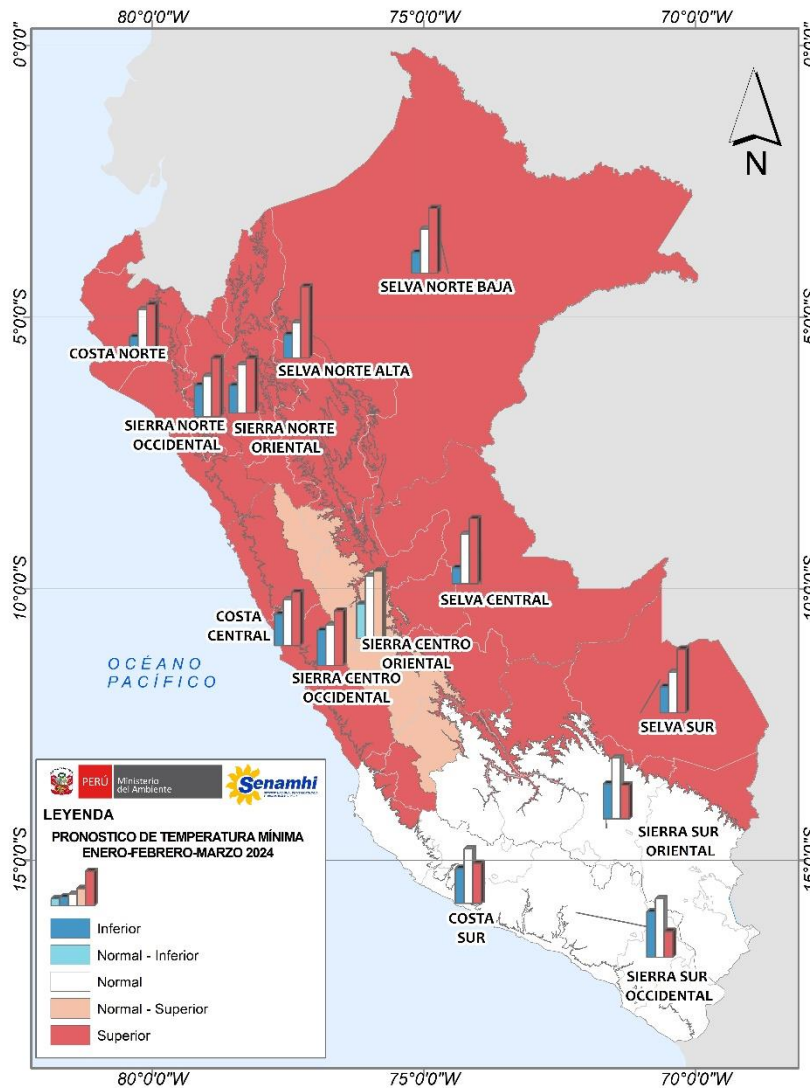 80°0'0"W
75°0'0"W
70°0'0"W
0°0'0"
0°0'0"
N
SELVA NORTE BAJA
5°0'0"S
5°0'0"S
COSTA NORTE
SELVA NORTE ALTA
SIERRA NORTE
OCCIDENTAL
SIERRA NORTE
ORIENTAL
10°0'0"S
10°0'0"S
SELVA CENTRAL
COSTA
CENTRAL
SIERRA CENTRO
ORIENTAL
SIERRA CENTRO
OCCIDENTAL
OCÉANO
PACÍFICO
SELVA SUR
SIERRA SUR
ORIENTAL
15°0'0"S
15°0'0"S
COSTA
SUR
SIERRA SUR
OCCIDENTAL
PERÚ
Ministerio
del Ambiente
Senamhi
LEYENDA
PRONOSTICO DE TEMPERATURA MÍNIMA
ENERO-FEBRERO-MARZO 2024
Inferior
Normal - Inferior
Normal
Normal - Superior
Superior
80°0'0"W
75°0'0"W
70°0'0"W